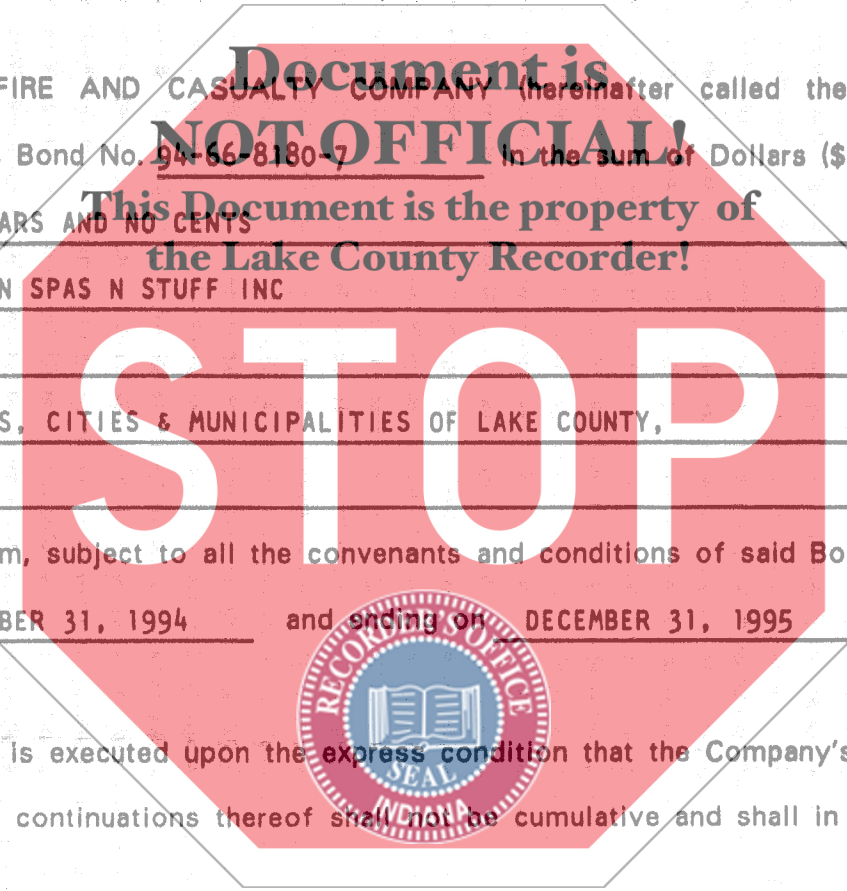 Document is
FIRE AND CASUALTY COMPANY (hereinafter called the
NOT OFFICIAL!
Bond No. 94-66-8180-7 in the sum of Dollars ($
This Document is the property of
ARS AND NO CENTS
the Lake County Recorder!
N SPAS N STUFF INC
STOP
S, CITIES & MUNICIPALITIES OF LAKE COUNTY,
m, subject to all the convenants and conditions of said Bo
BER 31, 1994 and ending on DECEMBER 31, 1995
RECORDER'S OFFICE
SEAL
INDIANA
is executed upon the express condition that the Company's
continuations thereof shall not be cumulative and shall in